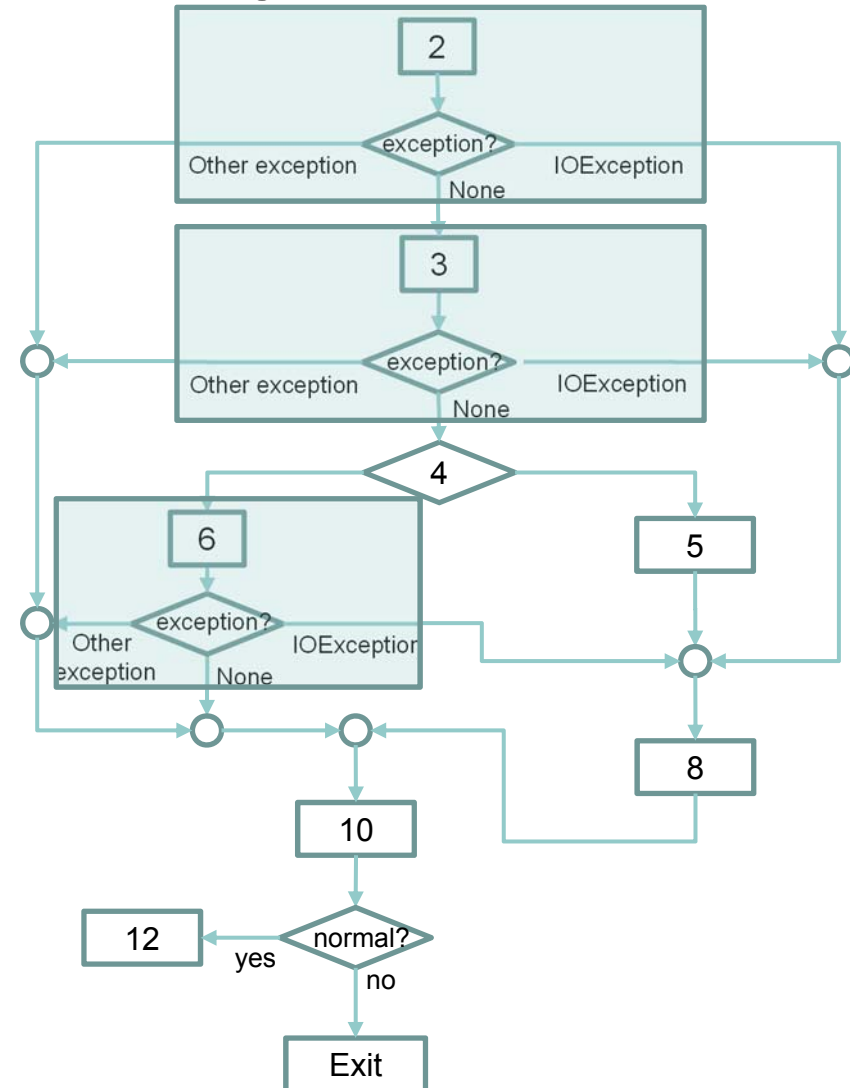 2
exception?
Other exception
IOException
None
3
exception?
Other exception
IOException
None
4
6
5
exception?
Other
exception
IOException
None
8
10
12
normal?
yes
no
Exit